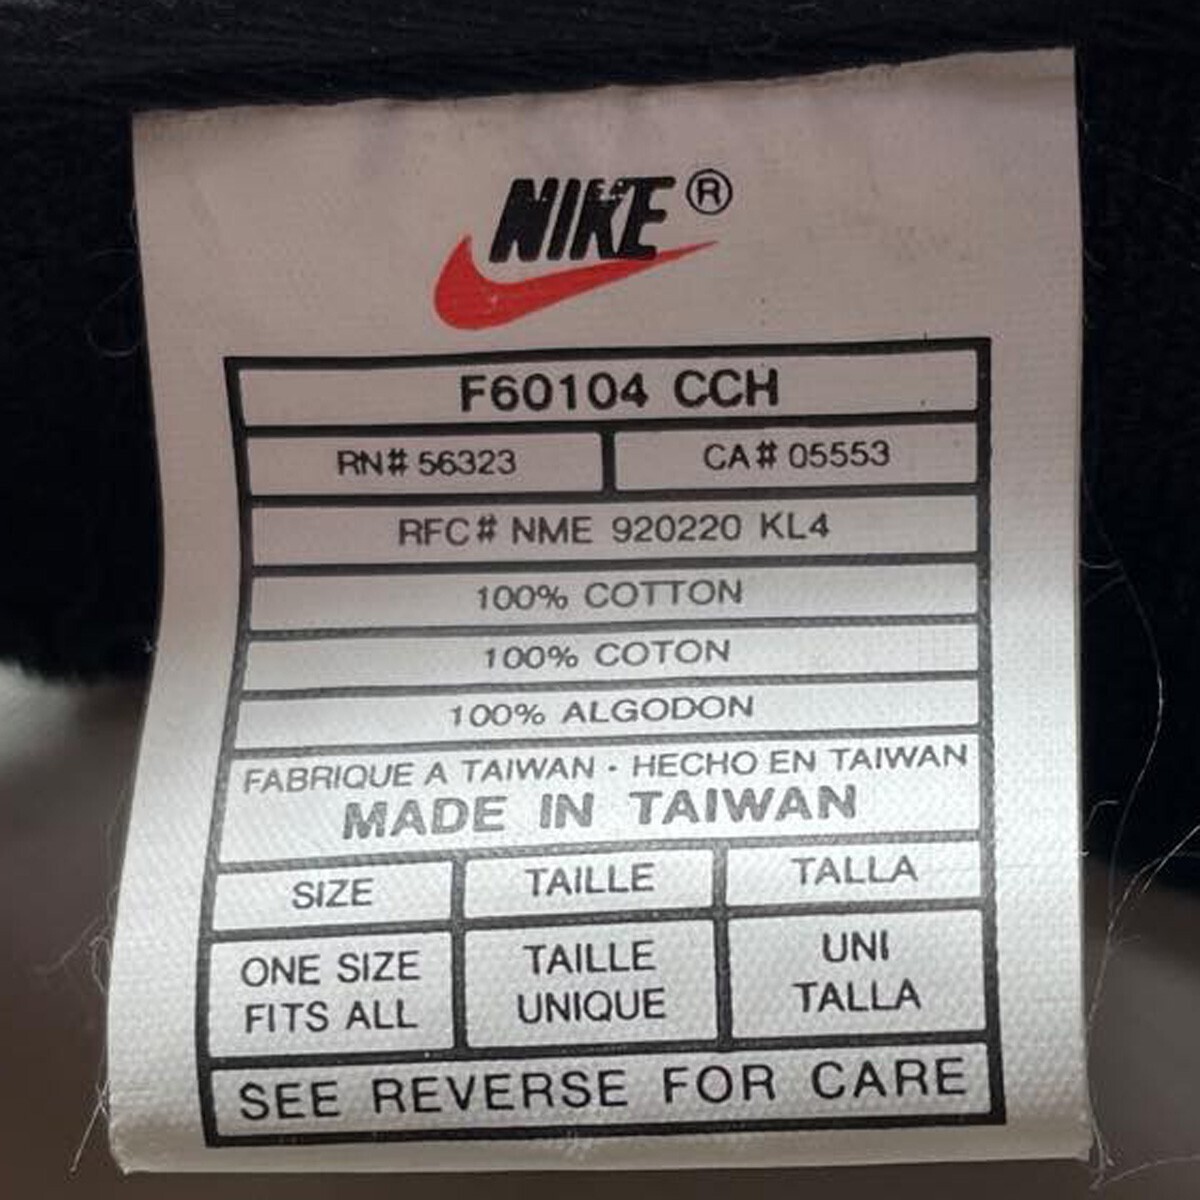 NIKE®
F60104 CCH
RN# 56323 CA# 05553
RFC# NME 920220 KL4
100% COTTON
100% COTON
100% ALGODON
FABRIQUE A TAIWAN · HECHO EN TAIWAN
MADE IN TAIWAN
SIZE TAILLE TALLA
ONE SIZE TAILLE UNI
FITS ALL UNIQUE TALLA
SEE REVERSE FOR CARE